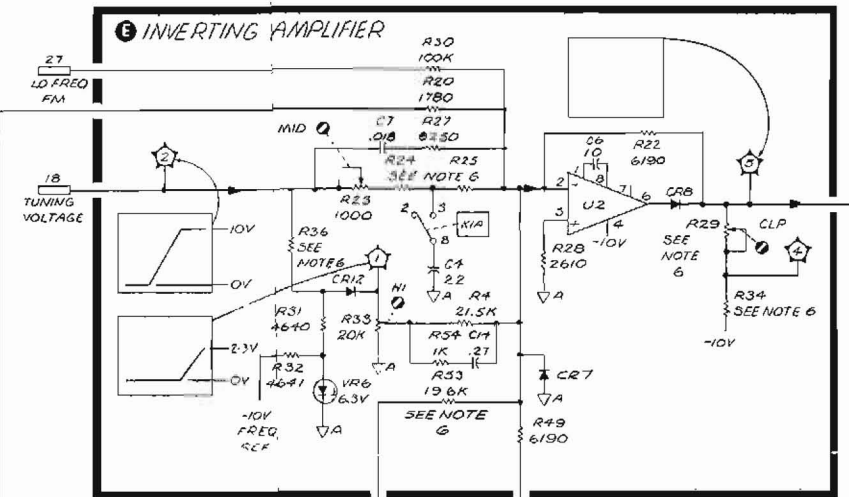 E INVERTING AMPLIFIER
27
LO FREQ
FM
R30
100K
R20
1780
C7
.018
R27
8250
MID
R24
SEE NOTE 6
R25
R23
1000
2
18
TUNING
VOLTAGE
10V
0V
R36
SEE
NOTE 6
CR12
1
HI
2
3
8
K1A
C4
22
A
2.3V
0V
R31
4640
R33
20K
A
R32
4641
VR6
6.3V
A
-10V
FREQ
REF
R4
21.5K
R54
1K
C14
.27
R53
19.6K
SEE NOTE
6
CR7
A
R49
6190
C6
10
1
8
7
2
-
3
+
U2
6
4
-10V
R22
6190
R28
2610
A
CR8
SEE
NOTE
6
5
R29
CLP
4
R34
SEE NOTE 6
-10V